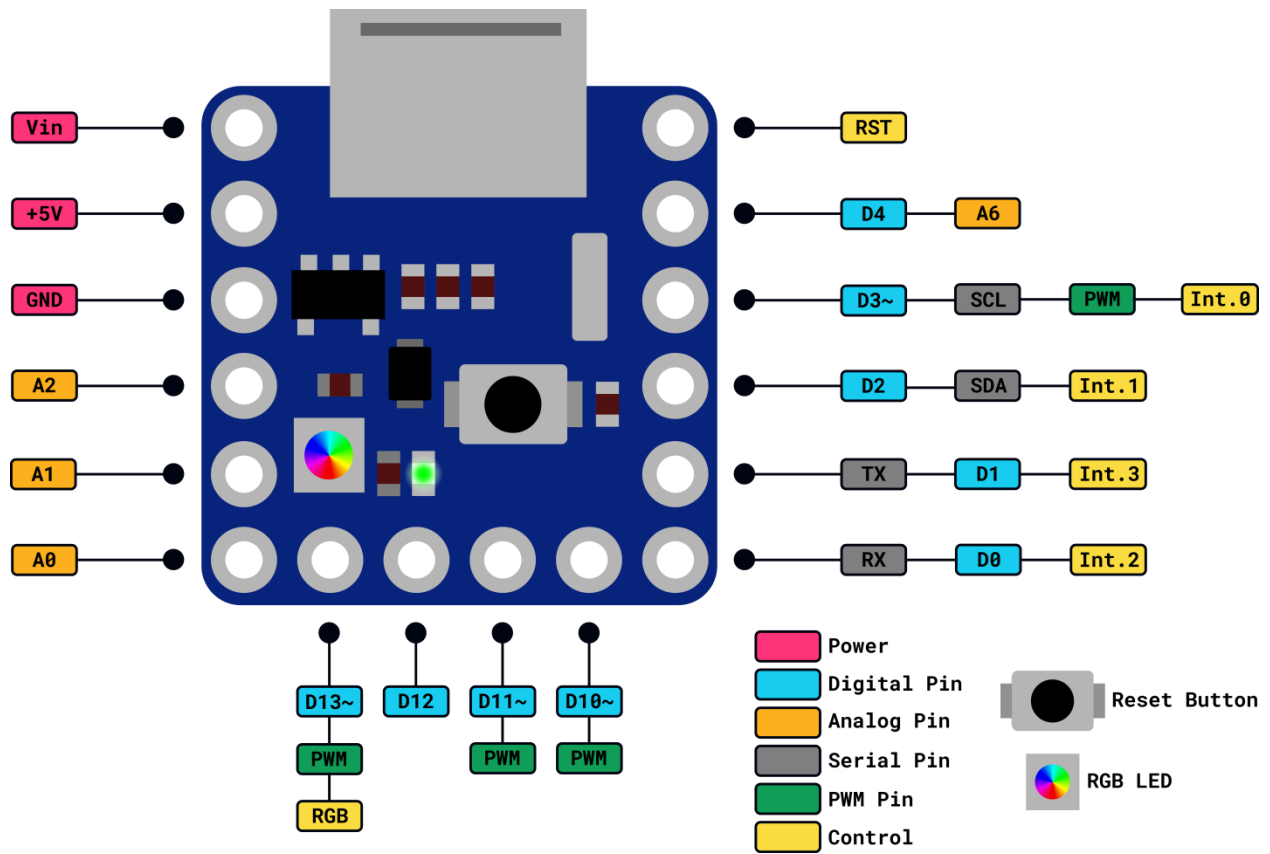 Vin
RST
+5V
D4 A6
GND
D3~ SCL PWM Int.0
A2
D2 SDA Int.1
A1
TX D1 Int.3
A0
RX D0 Int.2
D13~ D12 D11~ D10~
PWM PWM PWM
RGB
Power
Digital Pin
Analog Pin
Serial Pin
PWM Pin
Control
Reset Button
RGB LED